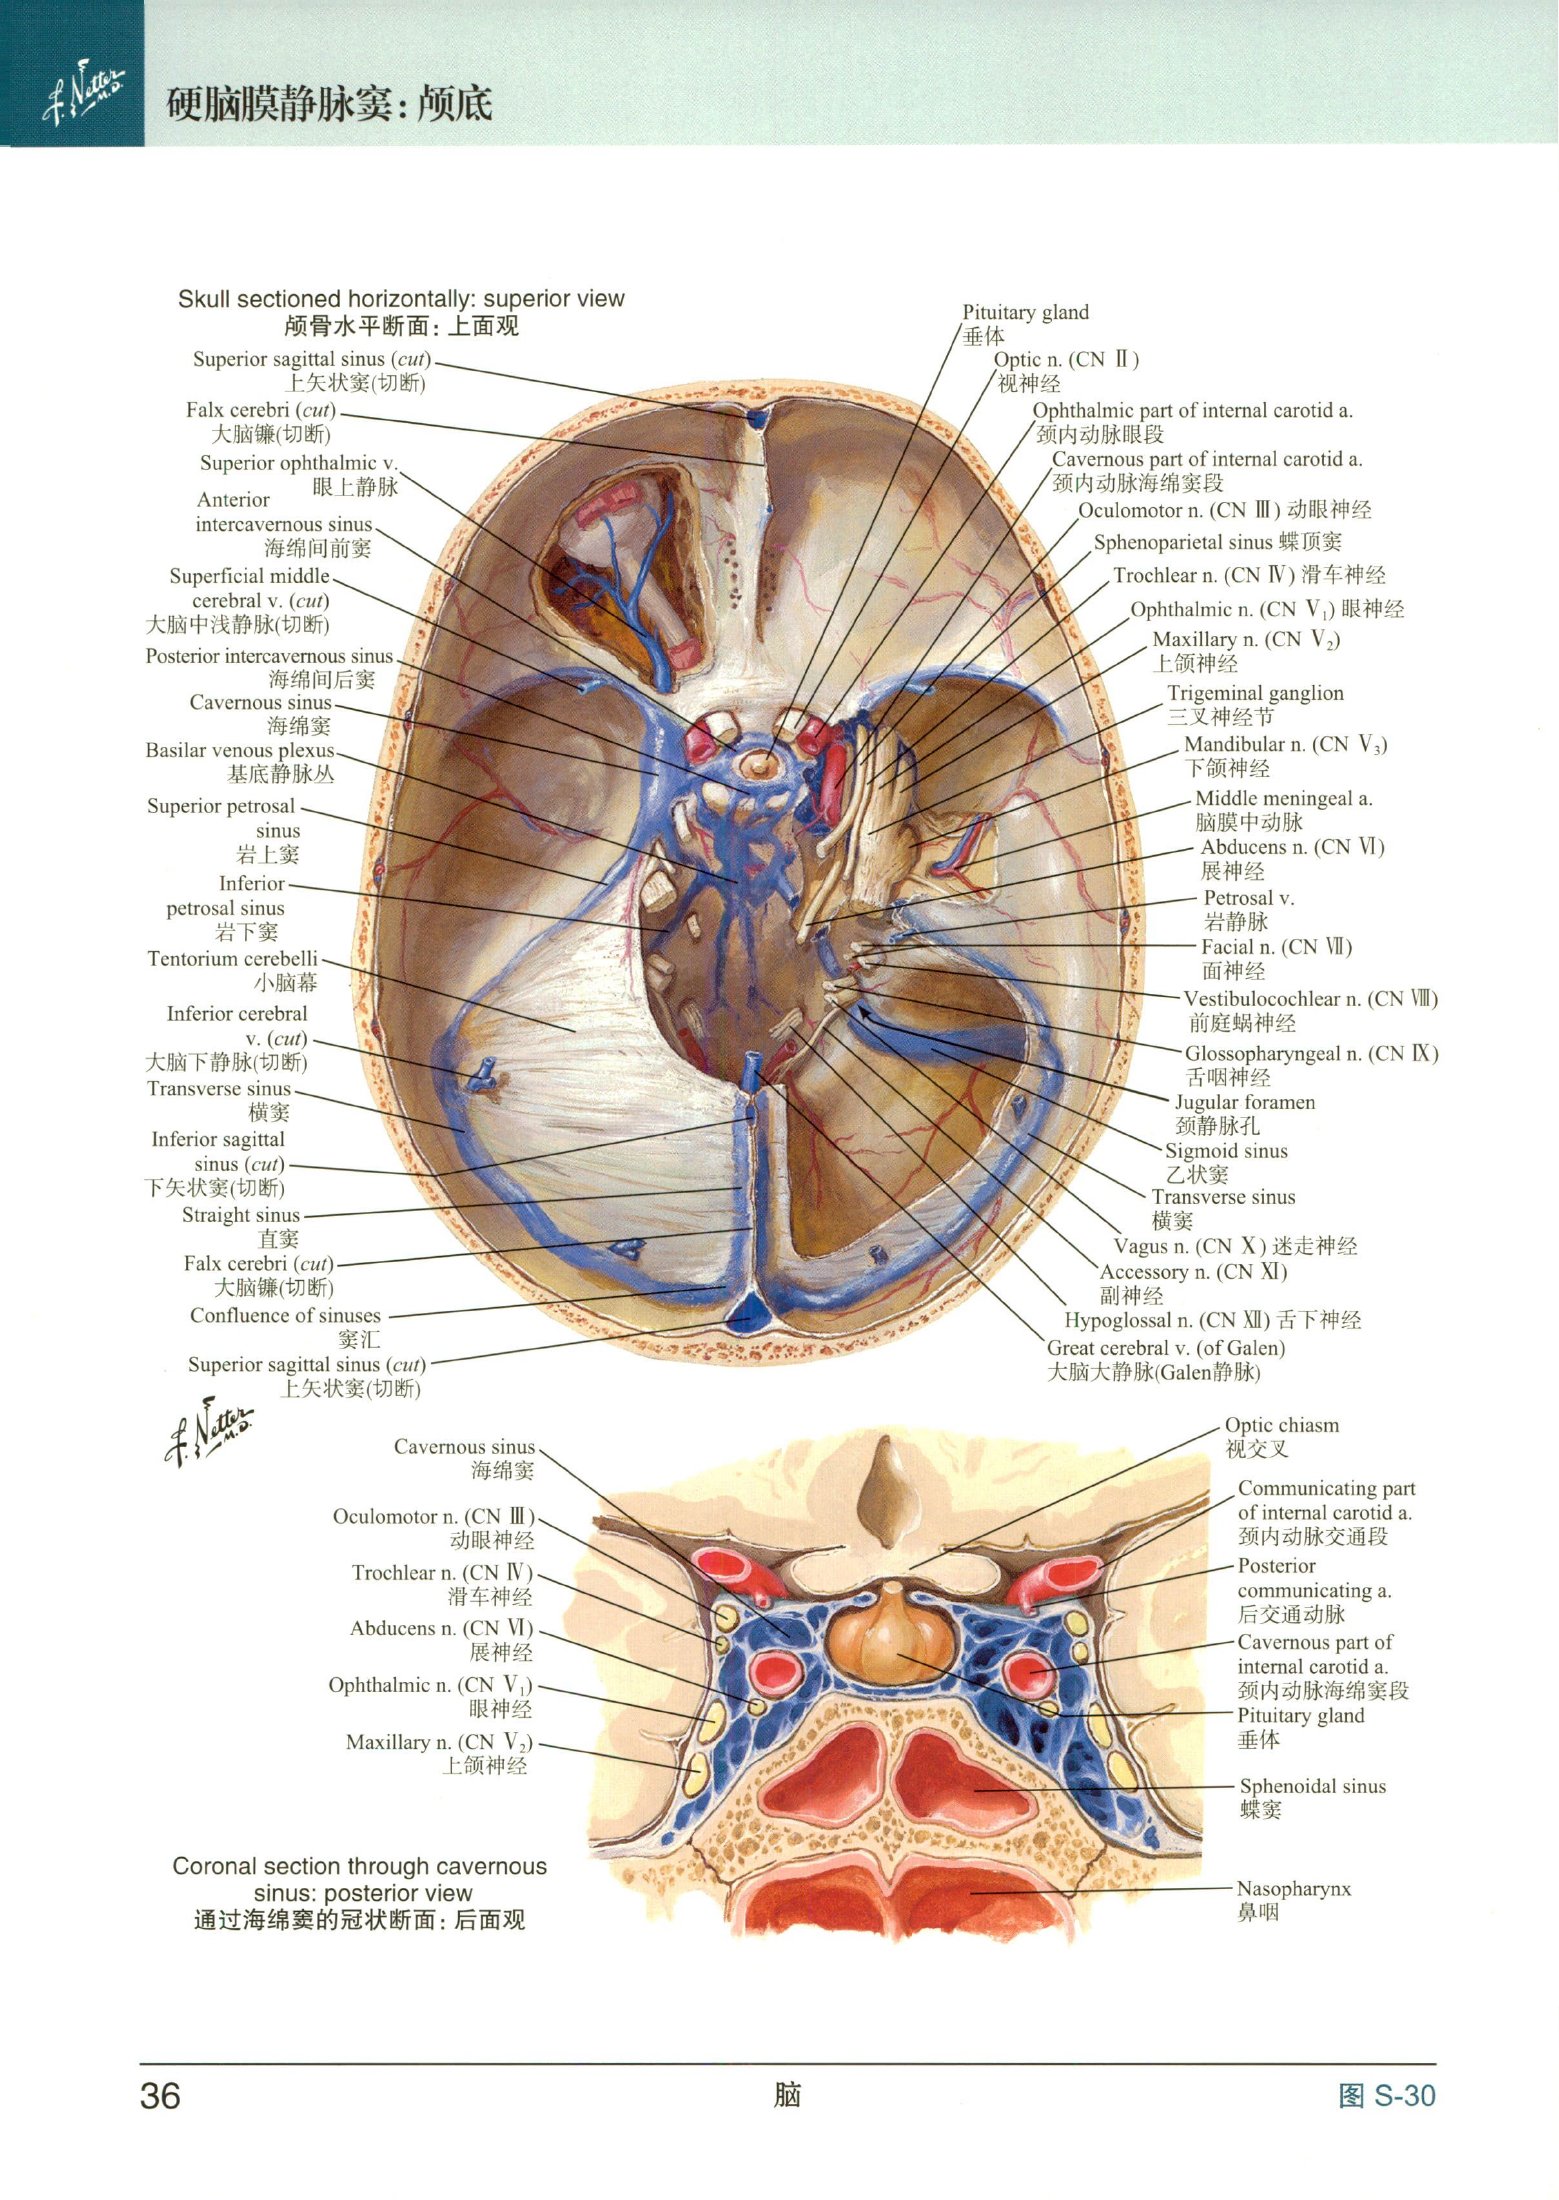 F. Netter M.D.
硬脑膜静脉窦：颅底
Skull sectioned horizontally: superior view
颅骨水平断面：上面观
Superior sagittal sinus (cut)
上矢状窦(切断)
Falx cerebri (cut)
大脑镰(切断)
Superior ophthalmic v.
眼上静脉
Anterior
intercavernous sinus
海绵间前窦
Superficial middle
cerebral v. (cut)
大脑中浅静脉(切断)
Posterior intercavernous sinus
海绵间后窦
Cavernous sinus
海绵窦
Basilar venous plexus
基底静脉丛
Superior petrosal
sinus
岩上窦
Inferior
petrosal sinus
岩下窦
Tentorium cerebelli
小脑幕
Inferior cerebral
v. (cut)
大脑下静脉(切断)
Transverse sinus
横窦
Inferior sagittal
sinus (cut)
下矢状窦(切断)
Straight sinus
直窦
Falx cerebri (cut)
大脑镰(切断)
Confluence of sinuses
窦汇
Superior sagittal sinus (cut)
上矢状窦(切断)
Pituitary gland
垂体
Optic n. (CN Ⅱ)
视神经
Ophthalmic part of internal carotid a.
颈内动脉眼段
Cavernous part of internal carotid a.
颈内动脉海绵窦段
Oculomotor n. (CN Ⅲ) 动眼神经
Sphenoparietal sinus 蝶顶窦
Trochlear n. (CN Ⅳ) 滑车神经
Ophthalmic n. (CN Ⅴ₁) 眼神经
Maxillary n. (CN Ⅴ₂)
上颌神经
Trigeminal ganglion
三叉神经节
Mandibular n. (CN Ⅴ₃)
下颌神经
Middle meningeal a.
脑膜中动脉
Abducens n. (CN Ⅵ)
展神经
Petrosal v.
岩静脉
Facial n. (CN Ⅶ)
面神经
Vestibulocochlear n. (CN Ⅷ)
前庭蜗神经
Glossopharyngeal n. (CN Ⅸ)
舌咽神经
Jugular foramen
颈静脉孔
Sigmoid sinus
乙状窦
Transverse sinus
横窦
Vagus n. (CN Ⅹ) 迷走神经
Accessory n. (CN Ⅺ)
副神经
Hypoglossal n. (CN Ⅻ) 舌下神经
Great cerebral v. (of Galen)
大脑大静脉(Galen静脉)
F. Netter M.D.
Cavernous sinus
海绵窦
Oculomotor n. (CN Ⅲ)
动眼神经
Trochlear n. (CN Ⅳ)
滑车神经
Abducens n. (CN Ⅵ)
展神经
Ophthalmic n. (CN Ⅴ₁)
眼神经
Maxillary n. (CN Ⅴ₂)
上颌神经
Coronal section through cavernous
sinus: posterior view
通过海绵窦的冠状断面：后面观
Optic chiasm
视交叉
Communicating part
of internal carotid a.
颈内动脉交通段
Posterior
communicating a.
后交通动脉
Cavernous part of
internal carotid a.
颈内动脉海绵窦段
Pituitary gland
垂体
Sphenoidal sinus
蝶窦
Nasopharynx
鼻咽
36
脑
图 S-30